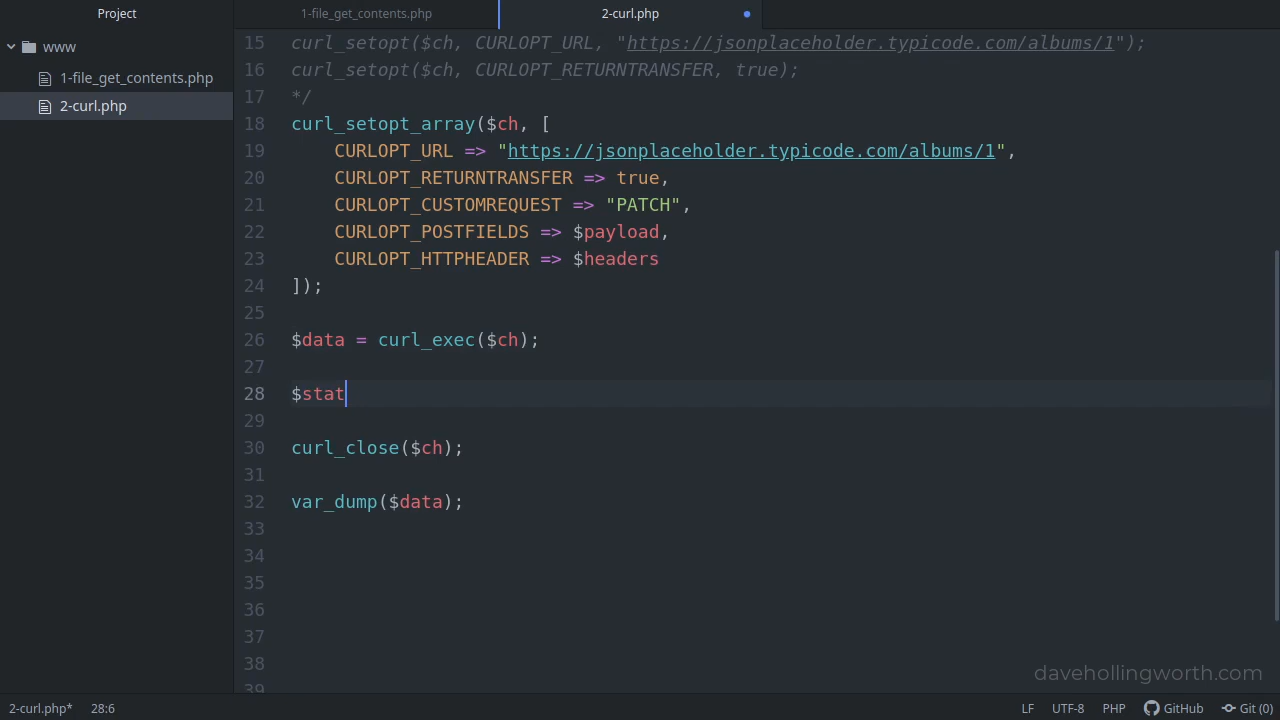 Project
1-file_get_contents.php
2-curl.php
www
1-file_get_contents.php
2-curl.php
15 curl_setopt($ch, CURLOPT_URL, "https://jsonplaceholder.typicode.com/albums/1");
16 curl_setopt($ch, CURLOPT_RETURNTRANSFER, true);
17 */
18 curl_setopt_array($ch, [
19 CURLOPT_URL => "https://jsonplaceholder.typicode.com/albums/1",
20 CURLOPT_RETURNTRANSFER => true,
21 CURLOPT_CUSTOMREQUEST => "PATCH",
22 CURLOPT_POSTFIELDS => $payload,
23 CURLOPT_HTTPHEADER => $headers
24 ]);
25
26 $data = curl_exec($ch);
27
28 $stat
29
30 curl_close($ch);
31
32 var_dump($data);
33
34
35
36
37
38
39
davehollingworth.com
2-curl.php* 28:6 LF UTF-8 PHP GitHub Git (0)